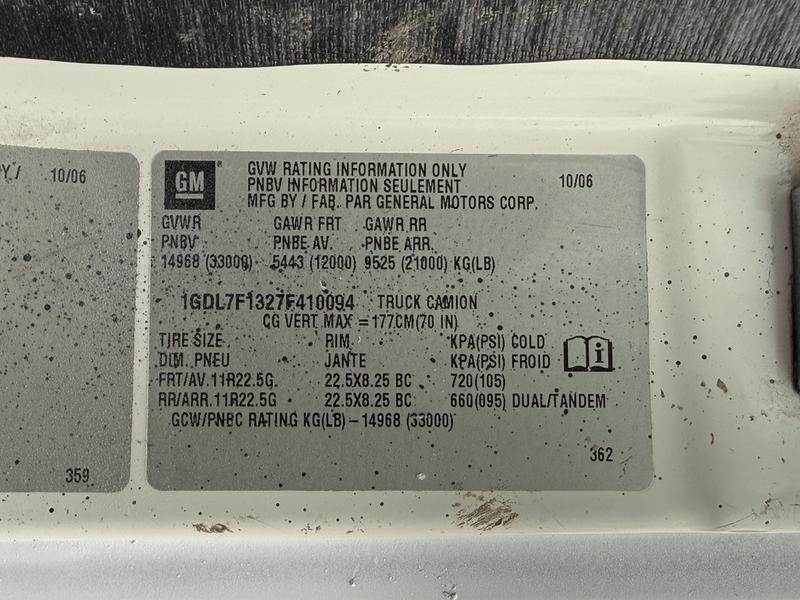 Y /
10/06
359
GM
GVW RATING INFORMATION ONLY
PNBV INFORMATION SEULEMENT
10/06
MFG BY / FAB. PAR GENERAL MOTORS CORP.
GVWR GAWR FRT GAWR RR
PNBV PNBE AV. PNBE ARR.
14968 (33000) 5443 (12000) 9525 (21000) KG(LB)
1GDL7F1327F410094 TRUCK CAMION
CG VERT MAX = 177CM(70 IN)
TIRE SIZE RIM KPA(PSI) COLD
DIM. PNEU JANTE KPA(PSI) FROID
FRT/AV.11R22.5G 22.5X8.25 BC 720(105)
RR/ARR.11R22.5G 22.5X8.25 BC 660(095) DUAL/TANDEM
GCW/PNBC RATING KG(LB)-14968 (33000)
362